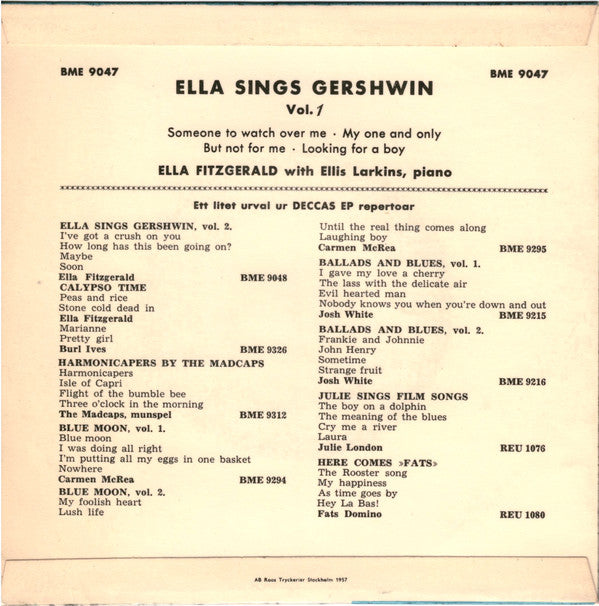 BME 9047
BME 9047
ELLA SINGS GERSHWIN
Vol. 1
Someone to watch over me · My one and only
But not for me · Looking for a boy
ELLA FITZGERALD with Ellis Larkins, piano
Ett litet urval ur DECCAS EP repertoar
ELLA SINGS GERSHWIN, vol. 2.
I've got a crush on you
How long has this been going on?
Maybe
Soon
Ella Fitzgerald BME 9048
CALYPSO TIME
Peas and rice
Stone cold dead in
Ella Fitzgerald
Marianne
Pretty girl
Burl Ives BME 9326
HARMONICAPERS BY THE MADCAPS
Harmonicapers
Isle of Capri
Flight of the bumble bee
Three o'clock in the morning
The Madcaps, munspel BME 9312
BLUE MOON, vol. 1.
Blue moon
I was doing all right
I'm putting all my eggs in one basket
Nowhere
Carmen McRea BME 9294
BLUE MOON, vol. 2.
My foolish heart
Lush life
Until the real thing comes along
Laughing boy
Carmen McRea BME 9295
BALLADS AND BLUES, vol. 1.
I gave my love a cherry
The lass with the delicate air
Evil hearted man
Nobody knows you when you're down and out
Josh White BME 9215
BALLADS AND BLUES, vol. 2.
Frankie and Johnnie
John Henry
Sometime
Strange fruit
Josh White BME 9216
JULIE SINGS FILM SONGS
The boy on a dolphin
The meaning of the blues
Cry me a river
Laura
Julie London REU 1076
HERE COMES »FATS»
The Rooster song
My happiness
As time goes by
Hey La Bas!
Fats Domino REU 1080
AB Roos Tryckerier Stockholm 1957